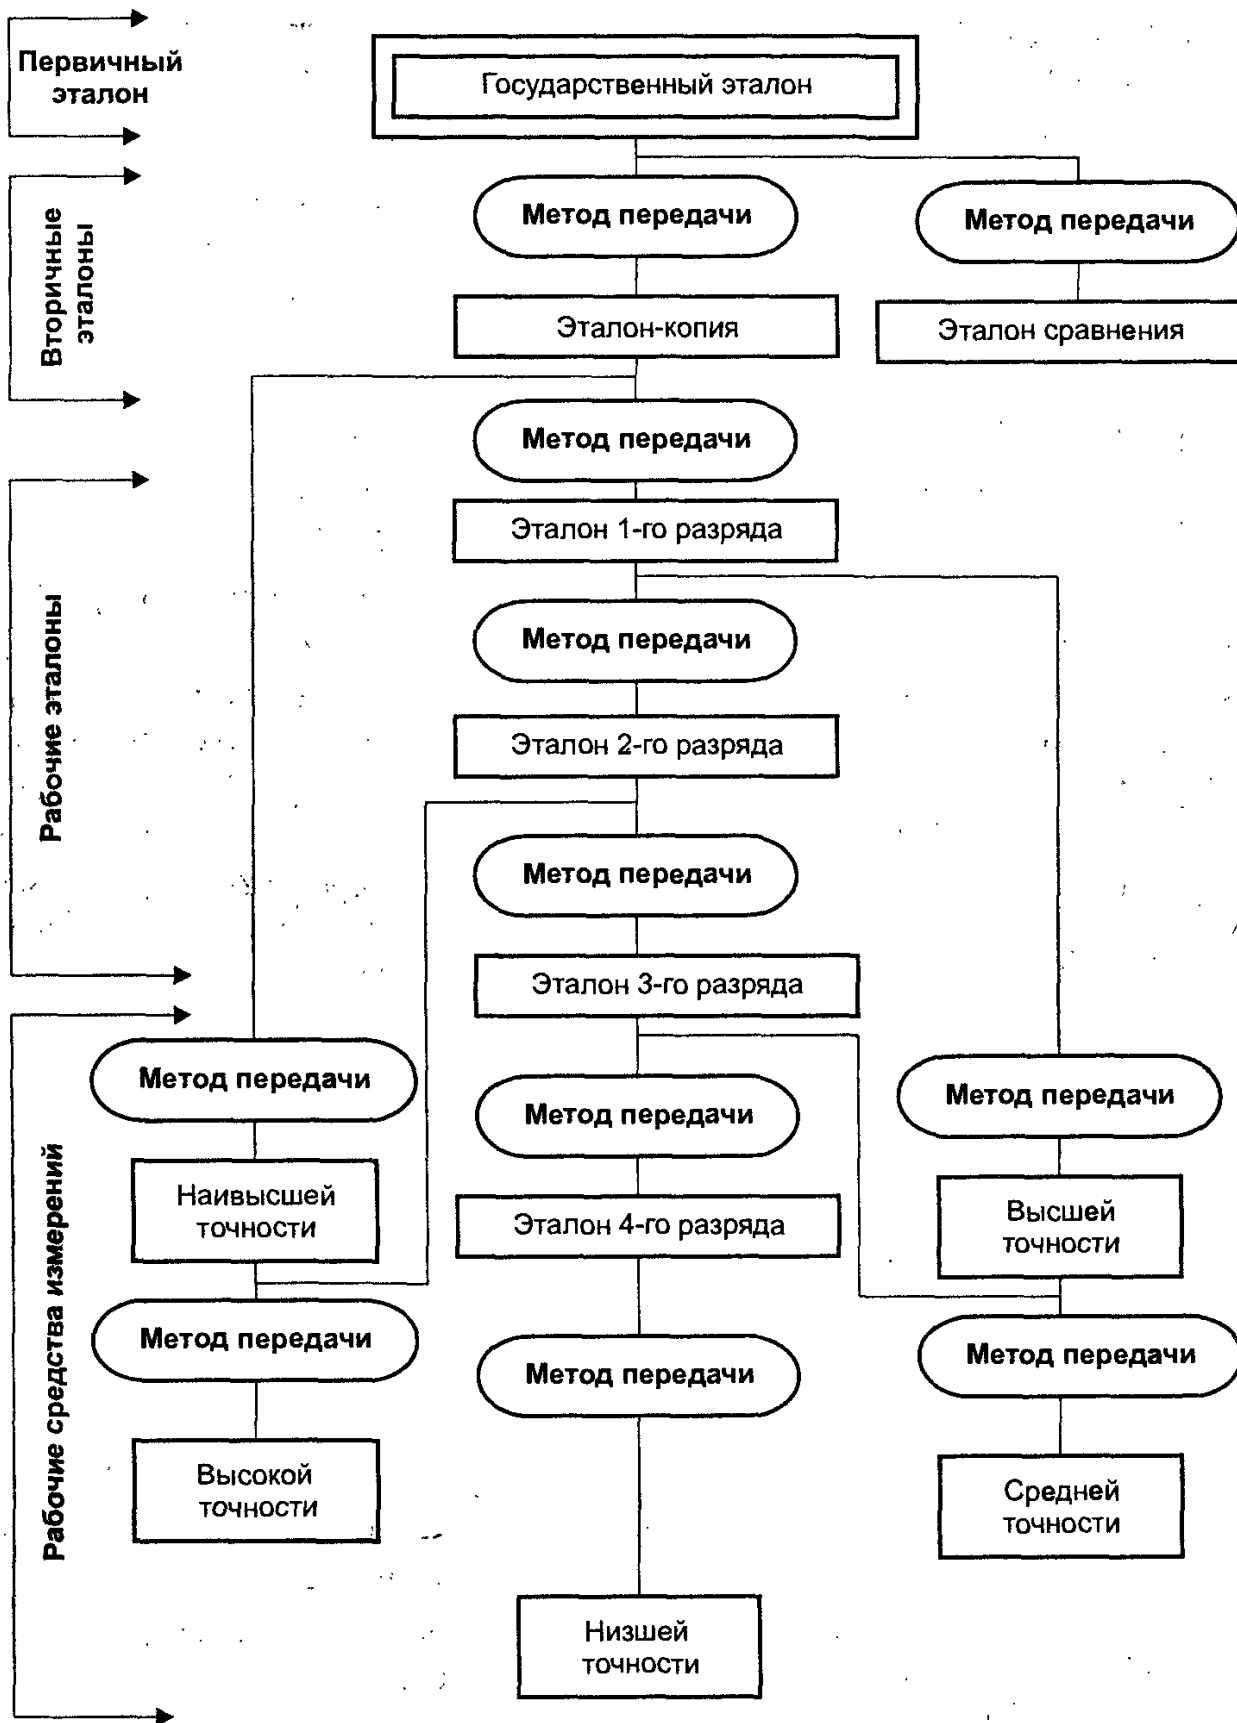 Первичный
эталон
Государственный эталон
Вторичные
эталоны
Метод передачи
Метод передачи
Эталон-копия
Эталон сравнения
Метод передачи
Рабочие эталоны
Эталон 1-го разряда
Метод передачи
Эталон 2-го разряда
Метод передачи
Эталон 3-го разряда
Рабочие средства измерений
Метод передачи
Метод передачи
Метод передачи
Наивысшей
точности
Эталон 4-го разряда
Высшей
точности
Метод передачи
Метод передачи
Метод передачи
Высокой
точности
Средней
точности
Низшей
точности